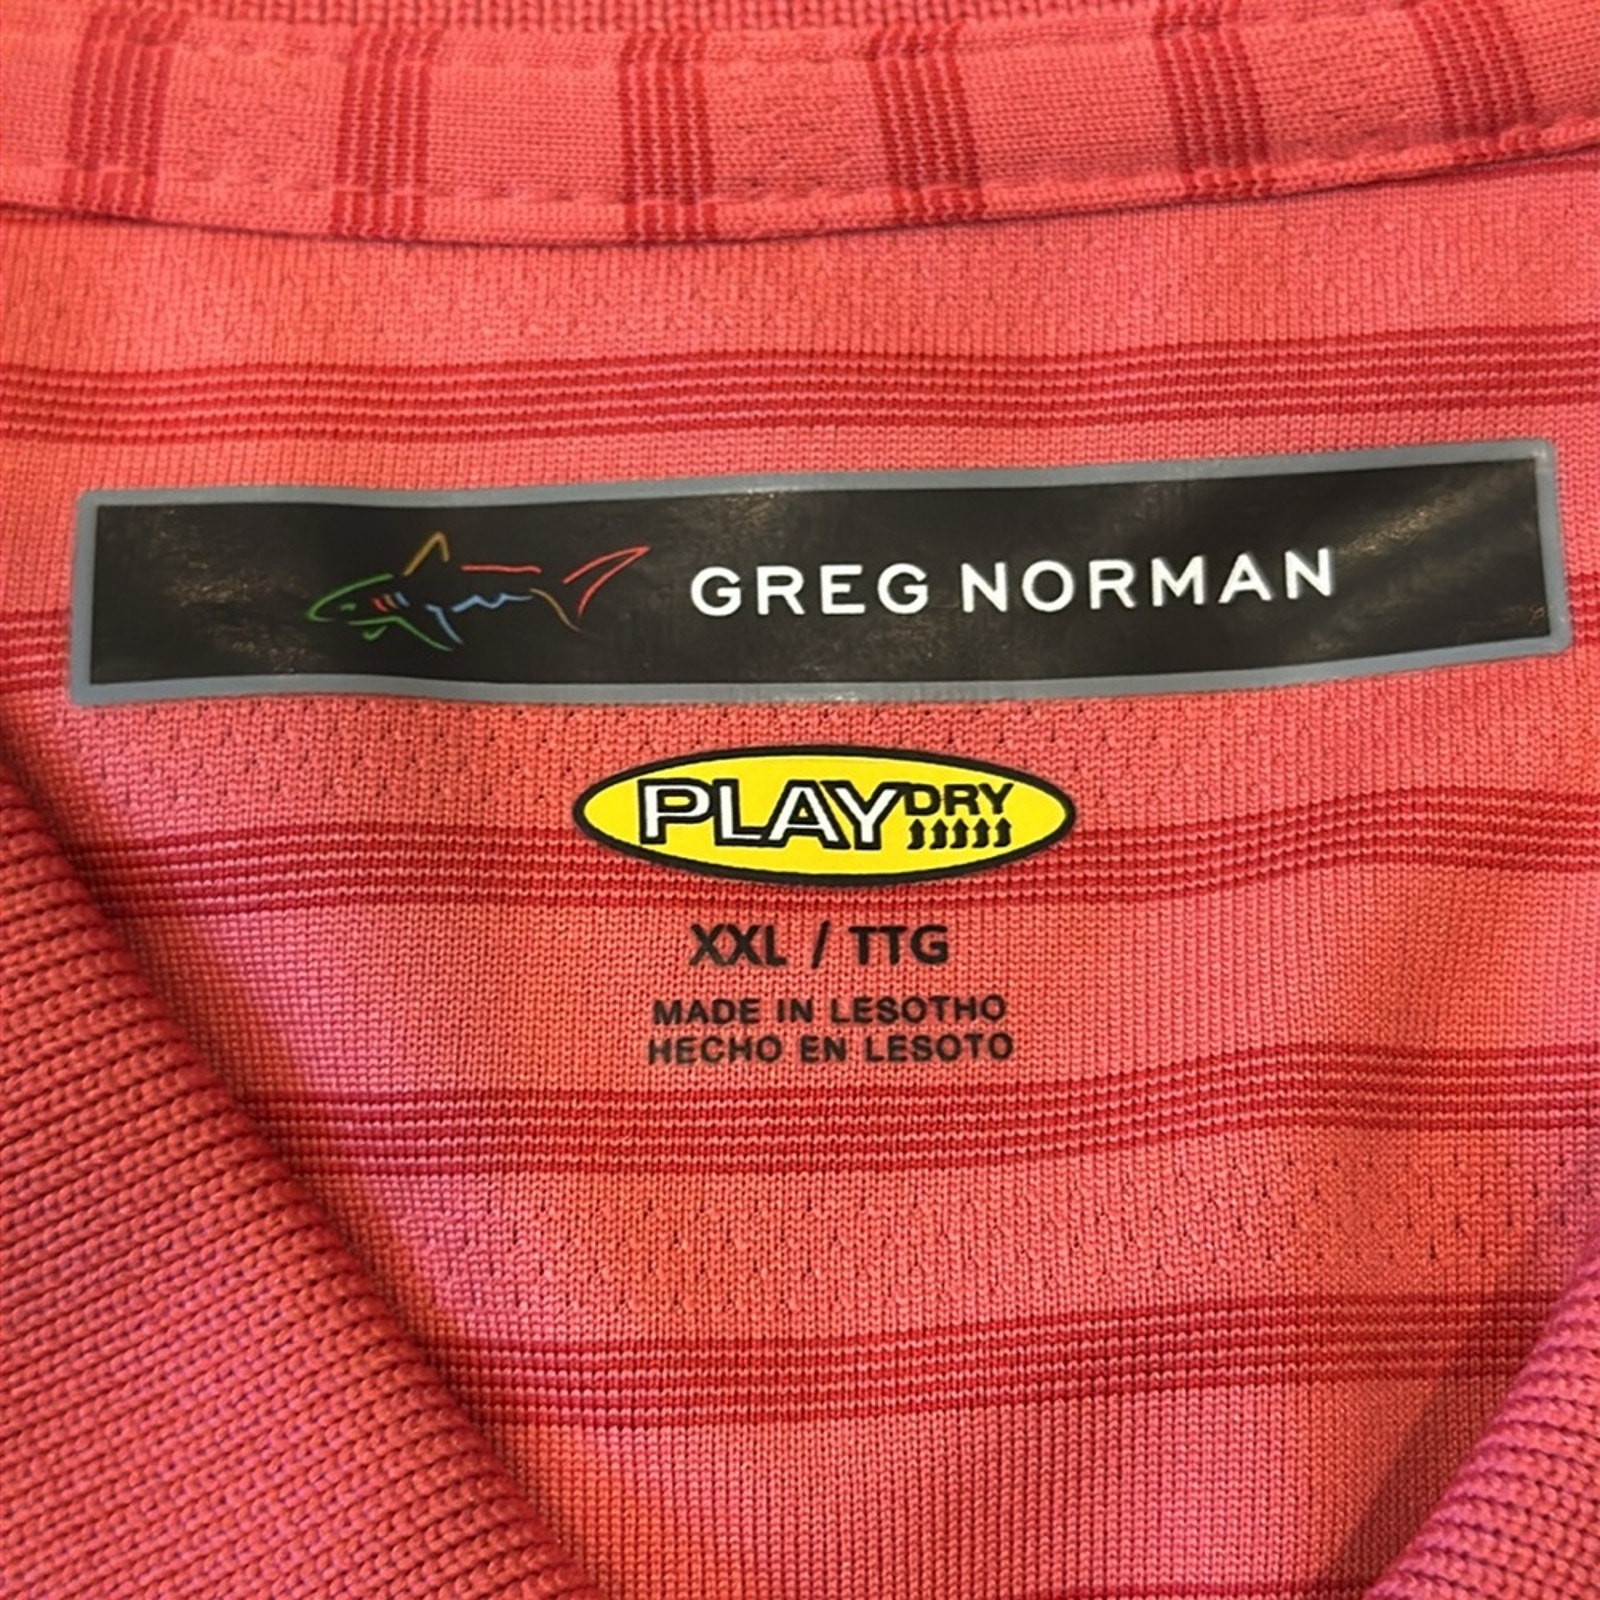 GREG NORMAN
PLAY DRY
XXL / TTG
MADE IN LESOTHO
HECHO EN LESOTO